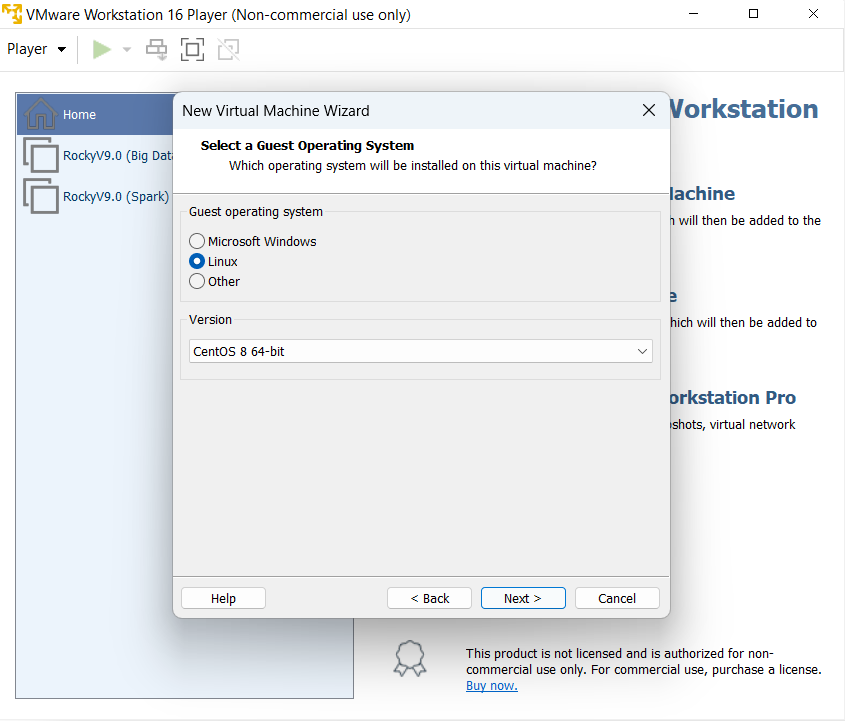 VMware Workstation 16 Player (Non-commercial use only)
Player
Home
RockyV9.0 (Big Data
RockyV9.0 (Spark)
New Virtual Machine Wizard
Select a Guest Operating System
Which operating system will be installed on this virtual machine?
Guest operating system
Microsoft Windows
Linux
Other
Version
CentOS 8 64-bit
Help
< Back
Next >
Cancel
Workstation
achine
which will then be added to the
e
hich will then be added to
orkstation Pro
shots, virtual network
This product is not licensed and is authorized for non-
commercial use only. For commercial use, purchase a license.
Buy now.